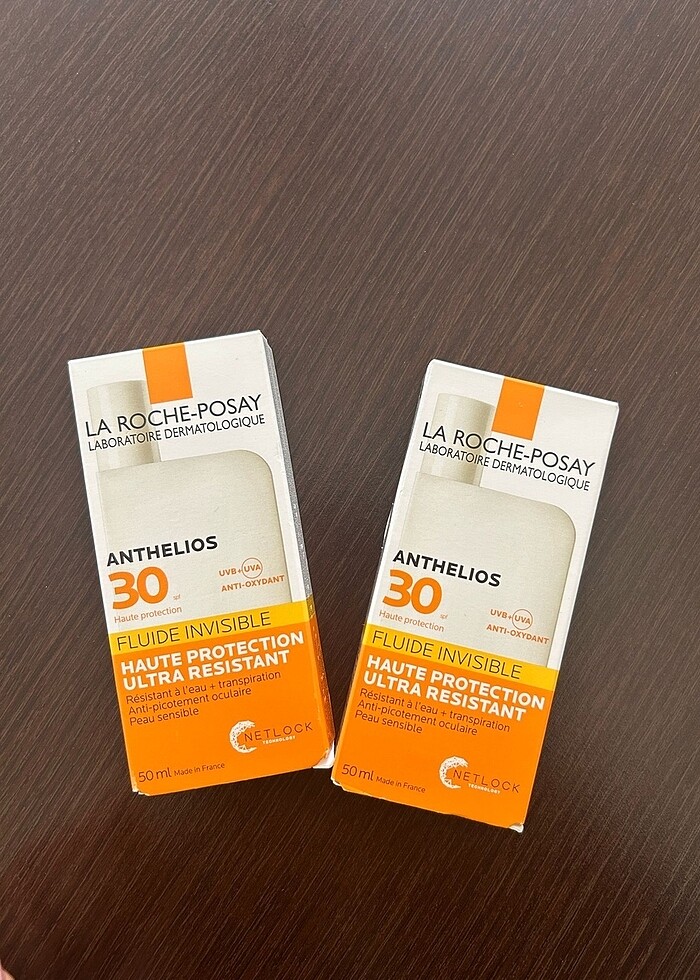 LA ROCHE-POSAY
LABORATOIRE DERMATOLOGIQUE
ANTHELIOS
30 spf
Haute protection
UVB+UVA
ANTI-OXYDANT
FLUIDE INVISIBLE
HAUTE PROTECTION
ULTRA RESISTANT
Résistant à l'eau + transpiration
Anti-picotement oculaire
Peau sensible
NETLOCK
TECHNOLOGY
50 ml Made in France
LA ROCHE-POSAY
LABORATOIRE DERMATOLOGIQUE
ANTHELIOS
30 spf
Haute protection
UVB+UVA
ANTI-OXYDANT
FLUIDE INVISIBLE
HAUTE PROTECTION
ULTRA RESISTANT
Résistant à l'eau + transpiration
Anti-picotement oculaire
Peau sensible
NETLOCK
TECHNOLOGY
50 ml Made in France